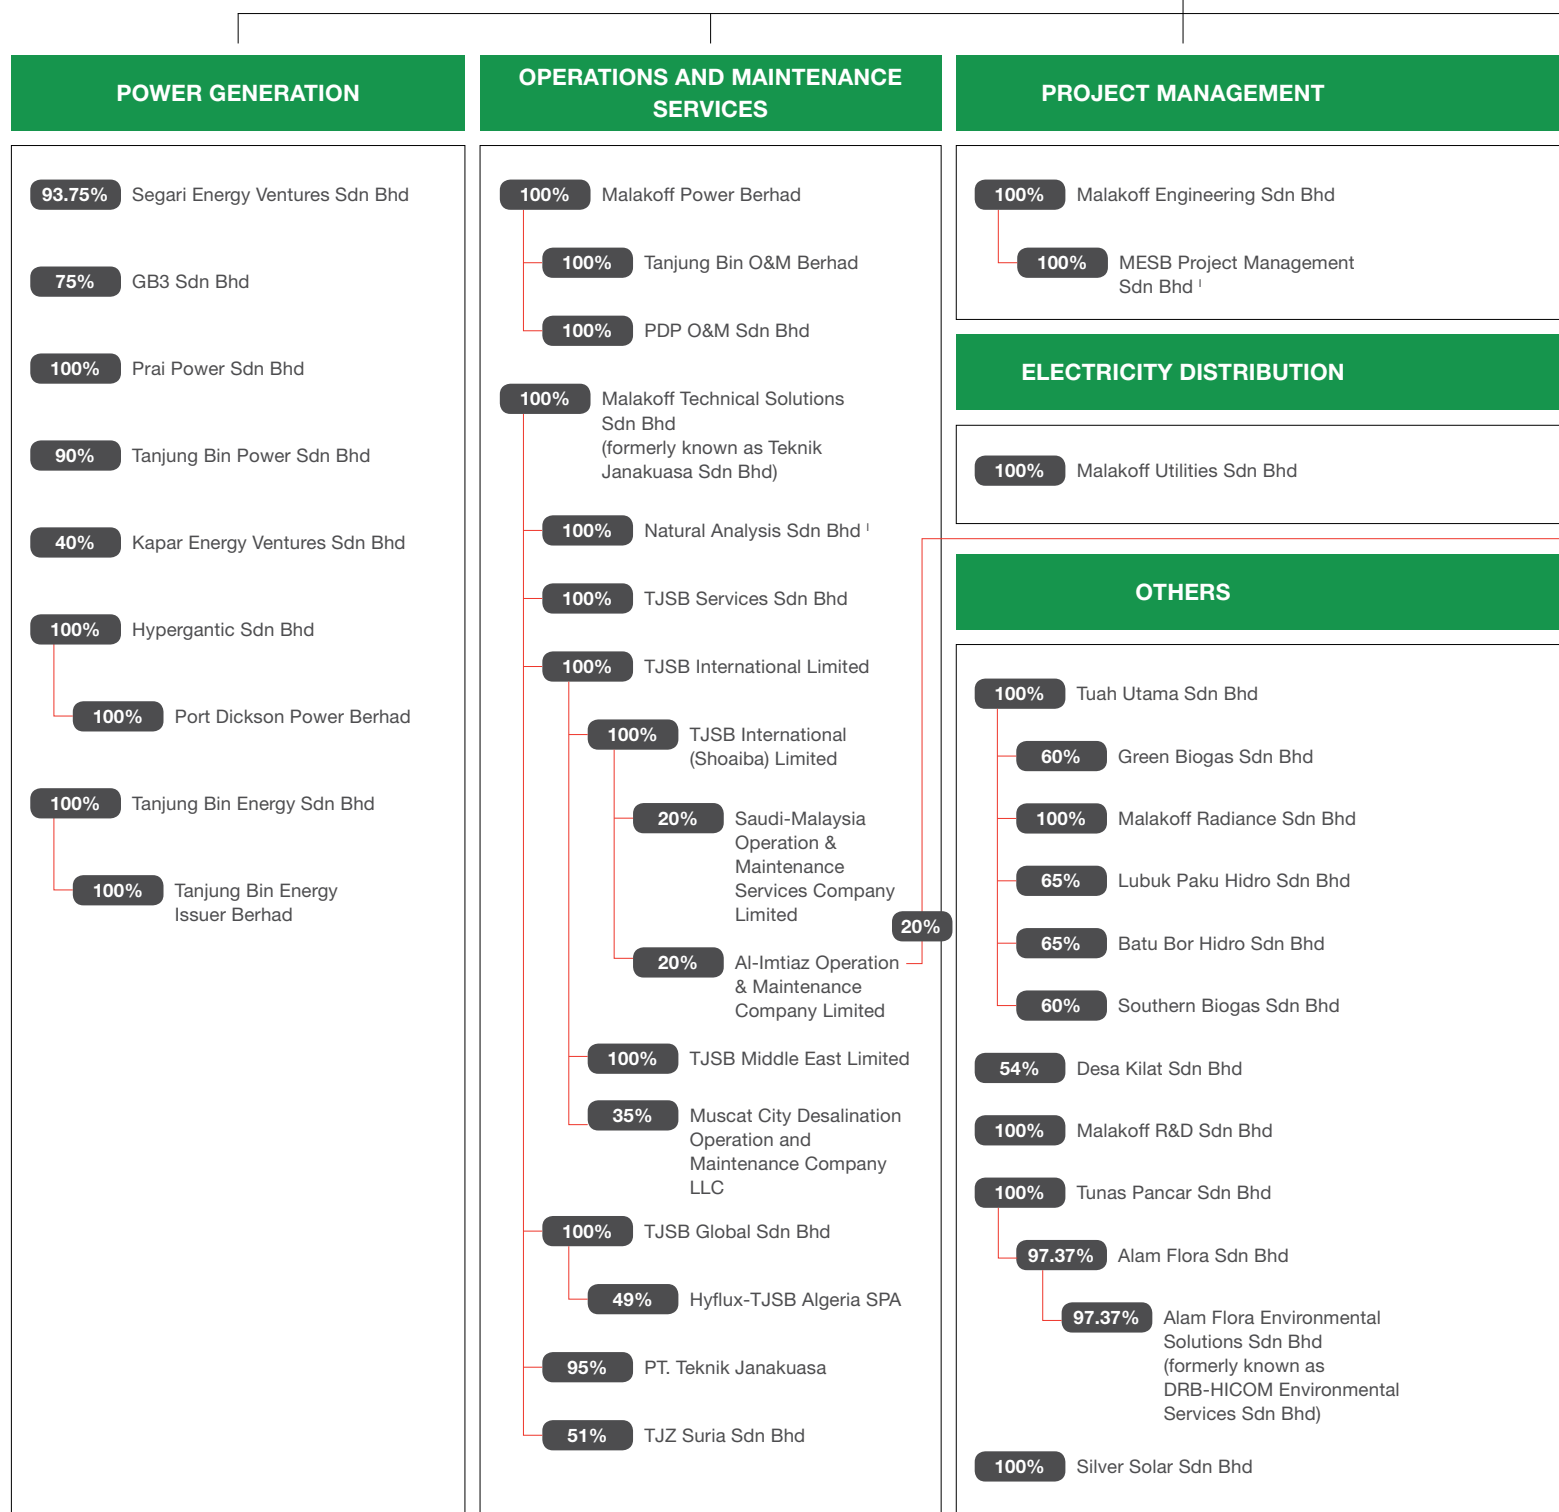 POWER GENERATION
93.75% Segari Energy Ventures Sdn Bhd
75% GB3 Sdn Bhd
100% Prai Power Sdn Bhd
90% Tanjung Bin Power Sdn Bhd
40% Kapar Energy Ventures Sdn Bhd
100% Hypergantic Sdn Bhd
100% Port Dickson Power Berhad
100% Tanjung Bin Energy Sdn Bhd
100% Tanjung Bin Energy
Issuer Berhad
OPERATIONS AND MAINTENANCE
SERVICES
100% Malakoff Power Berhad
100% Tanjung Bin O&M Berhad
100% PDP O&M Sdn Bhd
100% Malakoff Technical Solutions
Sdn Bhd
(formerly known as Teknik
Janakuasa Sdn Bhd)
100% Natural Analysis Sdn Bhd I
100% TJSB Services Sdn Bhd
100% TJSB International Limited
100% TJSB International
(Shoaiba) Limited
20% Saudi-Malaysia
Operation &
Maintenance
Services Company
Limited
20%
20% Al-Imtiaz Operation
& Maintenance
Company Limited
100% TJSB Middle East Limited
35% Muscat City Desalination
Operation and
Maintenance Company
LLC
100% TJSB Global Sdn Bhd
49% Hyflux-TJSB Algeria SPA
95% PT. Teknik Janakuasa
51% TJZ Suria Sdn Bhd
PROJECT MANAGEMENT
100% Malakoff Engineering Sdn Bhd
100% MESB Project Management
Sdn Bhd I
ELECTRICITY DISTRIBUTION
100% Malakoff Utilities Sdn Bhd
OTHERS
100% Tuah Utama Sdn Bhd
60% Green Biogas Sdn Bhd
100% Malakoff Radiance Sdn Bhd
65% Lubuk Paku Hidro Sdn Bhd
65% Batu Bor Hidro Sdn Bhd
60% Southern Biogas Sdn Bhd
54% Desa Kilat Sdn Bhd
100% Malakoff R&D Sdn Bhd
100% Tunas Pancar Sdn Bhd
97.37% Alam Flora Sdn Bhd
97.37% Alam Flora Environmental
Solutions Sdn Bhd
(formerly known as
DRB-HICOM Environmental
Services Sdn Bhd)
100% Silver Solar Sdn Bhd